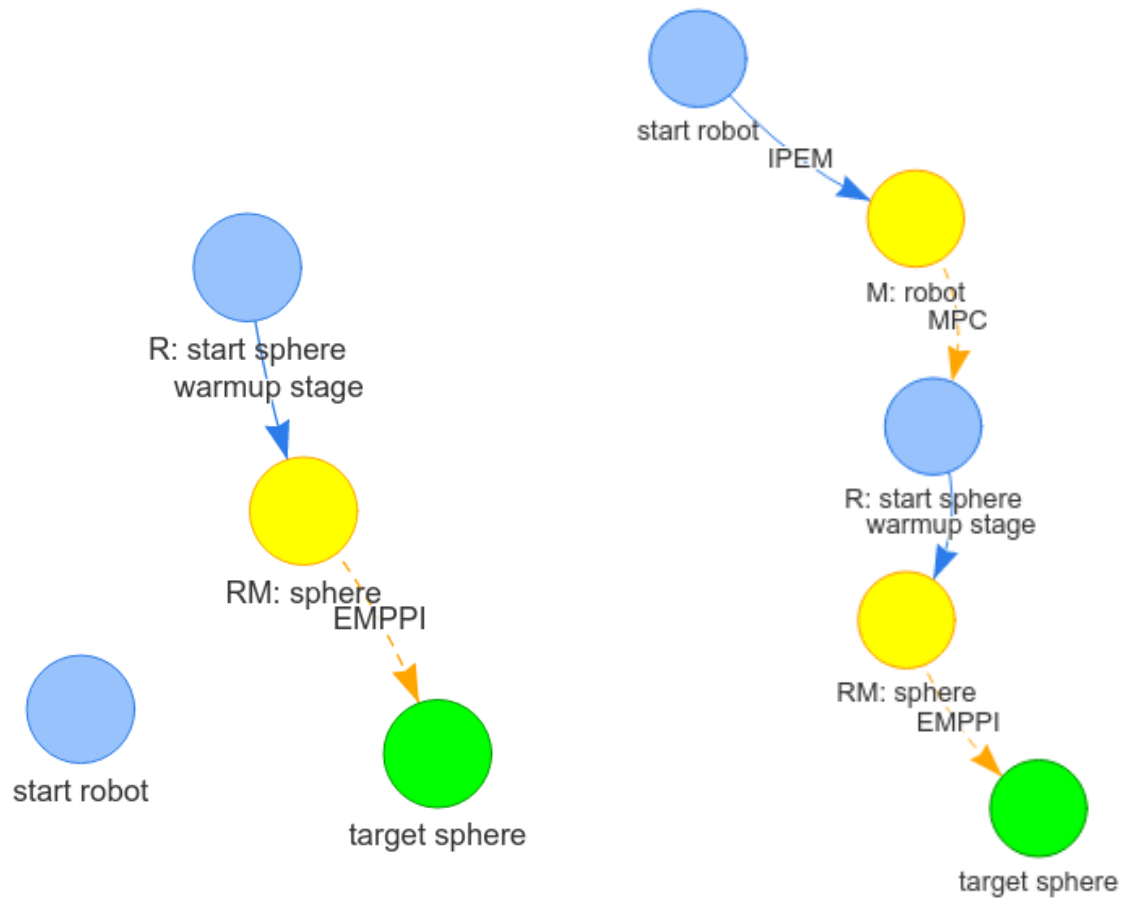 R: start sphere
warmup stage
RM: sphere
EMPPI
start robot
target sphere
start robot
IPEM
M: robot
MPC
R: start sphere
warmup stage
RM: sphere
EMPPI
target sphere